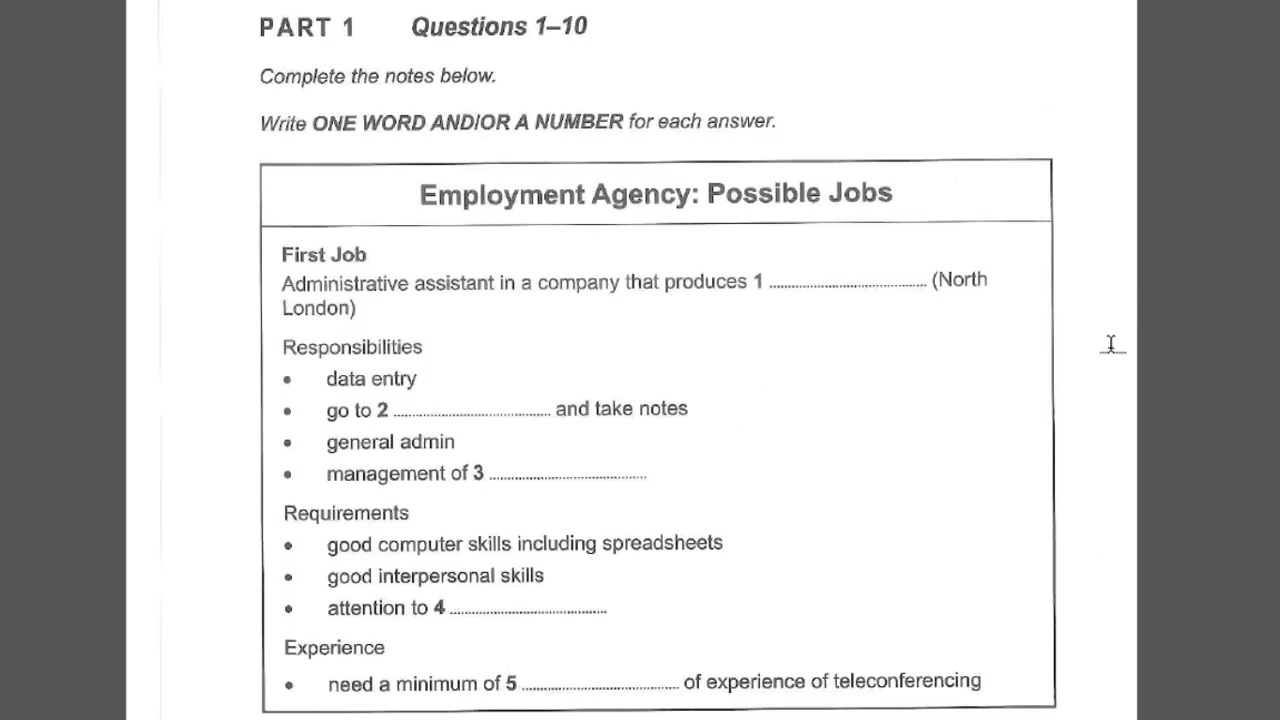 PART 1 Questions 1–10
Complete the notes below.
Write ONE WORD AND/OR A NUMBER for each answer.
Employment Agency: Possible Jobs
First Job
Administrative assistant in a company that produces 1 .............................. (North
London)
Responsibilities
• data entry
• go to 2 .............................. and take notes
• general admin
• management of 3 ..............................
Requirements
• good computer skills including spreadsheets
• good interpersonal skills
• attention to 4 ..............................
Experience
• need a minimum of 5 .............................. of experience of teleconferencing